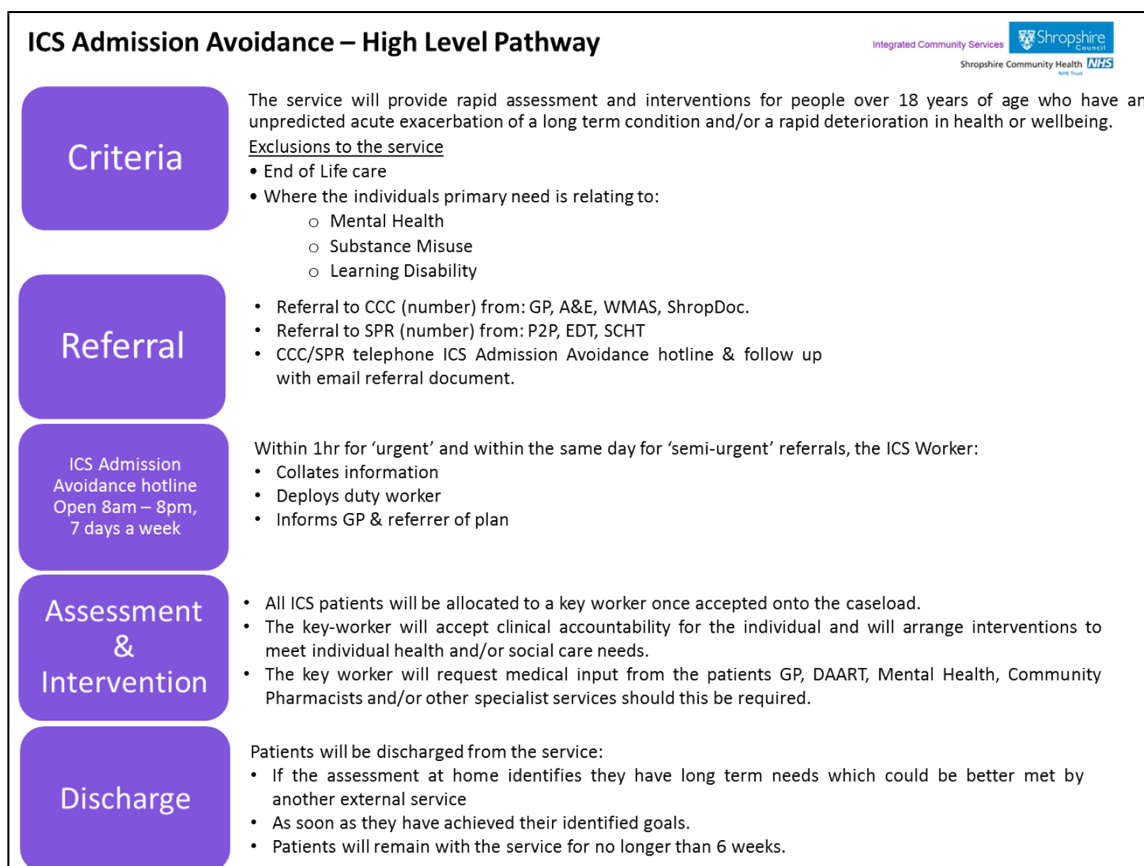 ICS Admission Avoidance – High Level Pathway
Integrated Community Services
Shropshire
Council
Shropshire Community Health NHS
NHS Trust
Criteria
The service will provide rapid assessment and interventions for people over 18 years of age who have an
unpredicted acute exacerbation of a long term condition and/or a rapid deterioration in health or wellbeing.
Exclusions to the service
• End of Life care
• Where the individuals primary need is relating to:
o Mental Health
o Substance Misuse
o Learning Disability
Referral
• Referral to CCC (number) from: GP, A&E, WMAS, ShropDoc.
• Referral to SPR (number) from: P2P, EDT, SCHT
• CCC/SPR telephone ICS Admission Avoidance hotline & follow up
with email referral document.
ICS Admission
Avoidance hotline
Open 8am – 8pm,
7 days a week
Within 1hr for ‘urgent’ and within the same day for ‘semi-urgent’ referrals, the ICS Worker:
• Collates information
• Deploys duty worker
• Informs GP & referrer of plan
Assessment
&
Intervention
• All ICS patients will be allocated to a key worker once accepted onto the caseload.
• The key-worker will accept clinical accountability for the individual and will arrange interventions to
meet individual health and/or social care needs.
• The key worker will request medical input from the patients GP, DAART, Mental Health, Community
Pharmacists and/or other specialist services should this be required.
Discharge
Patients will be discharged from the service:
• If the assessment at home identifies they have long term needs which could be better met by
another external service
• As soon as they have achieved their identified goals.
• Patients will remain with the service for no longer than 6 weeks.